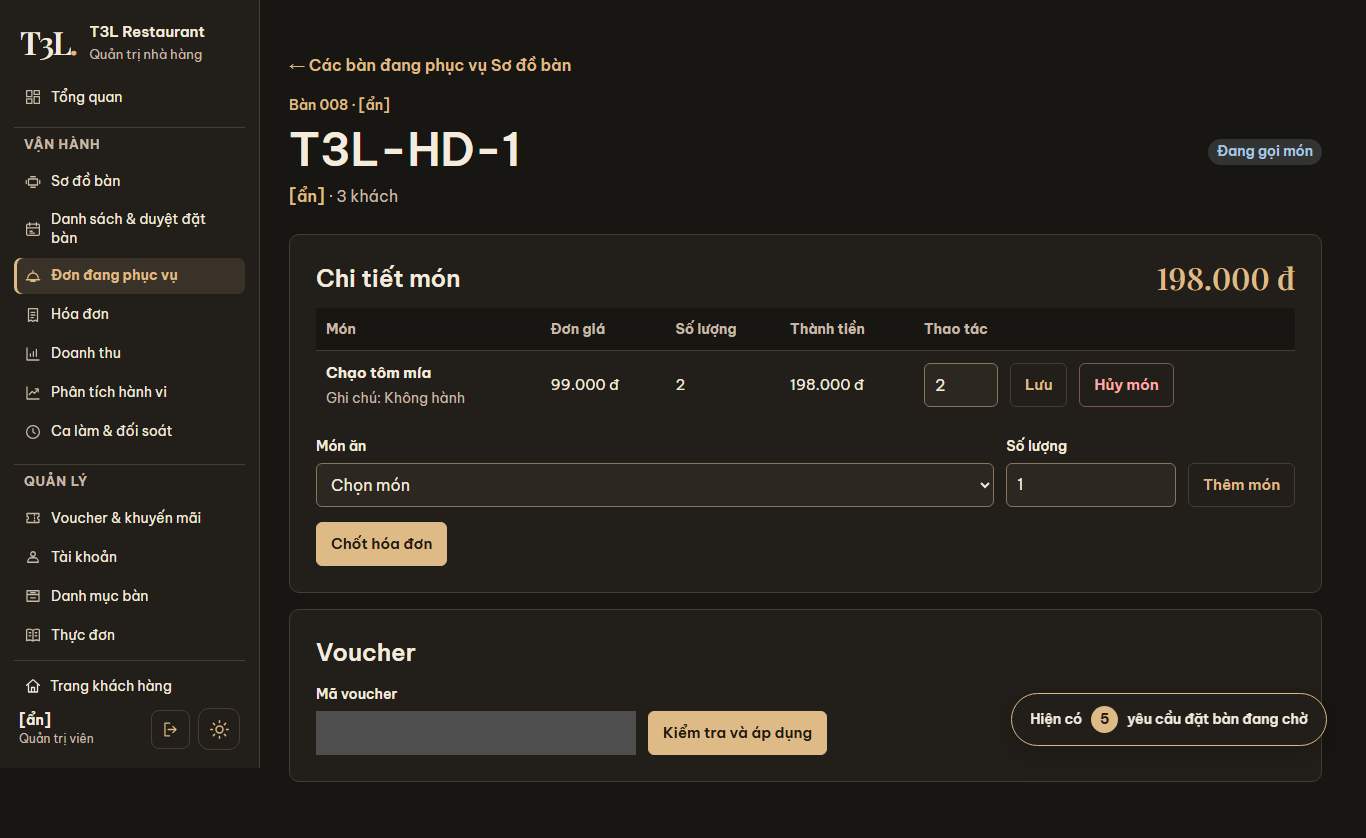 T3L.
T3L Restaurant
Quản trị nhà hàng
Tổng quan
VẬN HÀNH
Sơ đồ bàn
Danh sách & duyệt đặt
bàn
Đơn đang phục vụ
Hóa đơn
Doanh thu
Phân tích hành vi
Ca làm & đối soát
QUẢN LÝ
Voucher & khuyến mãi
Tài khoản
Danh mục bàn
Thực đơn
Trang khách hàng
[ẩn]
Quản trị viên
← Các bàn đang phục vụ Sơ đồ bàn
Bàn 008 · [ẩn]
T3L-HD-1
Đang gọi món
[ẩn] · 3 khách
Chi tiết món
198.000 đ
Món Đơn giá Số lượng Thành tiền Thao tác
Chạo tôm mía
Ghi chú: Không hành
99.000 đ 2 198.000 đ 2 Lưu Hủy món
Món ăn Số lượng
Chọn món 1 Thêm món
Chốt hóa đơn
Voucher
Mã voucher
Kiểm tra và áp dụng
Hiện có 5 yêu cầu đặt bàn đang chờ